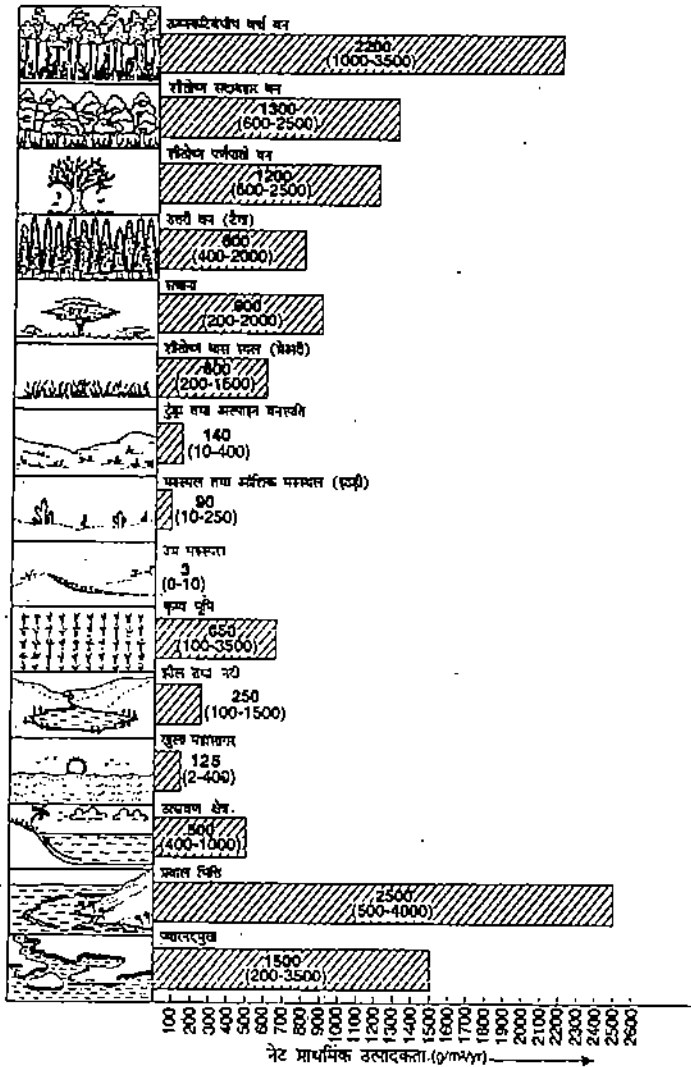 उष्णकटिबंधीय वर्षा वन
2200
(1000-3500)
शीतोष्ण सदाबहार वन
1300
(600-2500)
शीतोष्ण पर्णपाती वन
1200
(600-2500)
उत्तरी वन (टैगा)
800
(400-2000)
सवाना
900
(200-2000)
शीतोष्ण घास स्थल (प्रेअरी)
600
(200-1500)
टुंड्रा तथा अल्पाइन वनस्पति
140
(10-400)
मरुस्थल तथा आंशिक मरुस्थल (झाड़ी)
90
(10-250)
उग्र मरुस्थल
3
(0-10)
कृष्य भूमि
650
(100-3500)
झील तथा नदी
250
(100-1500)
खुला महासागर
125
(2-400)
उत्प्रवण क्षेत्र
500
(400-1000)
प्रवाल भित्ति
2500
(500-4000)
ज्वारनदमुख
1500
(200-3500)
100 200 300 400 500 600 700 800 900 1000 1100 1200 1300 1400 1500 1600 1700 1800 1900 2000 2100 2200 2300 2400 2500 2600
नेट प्राथमिक उत्पादकता (g/m²/yr)